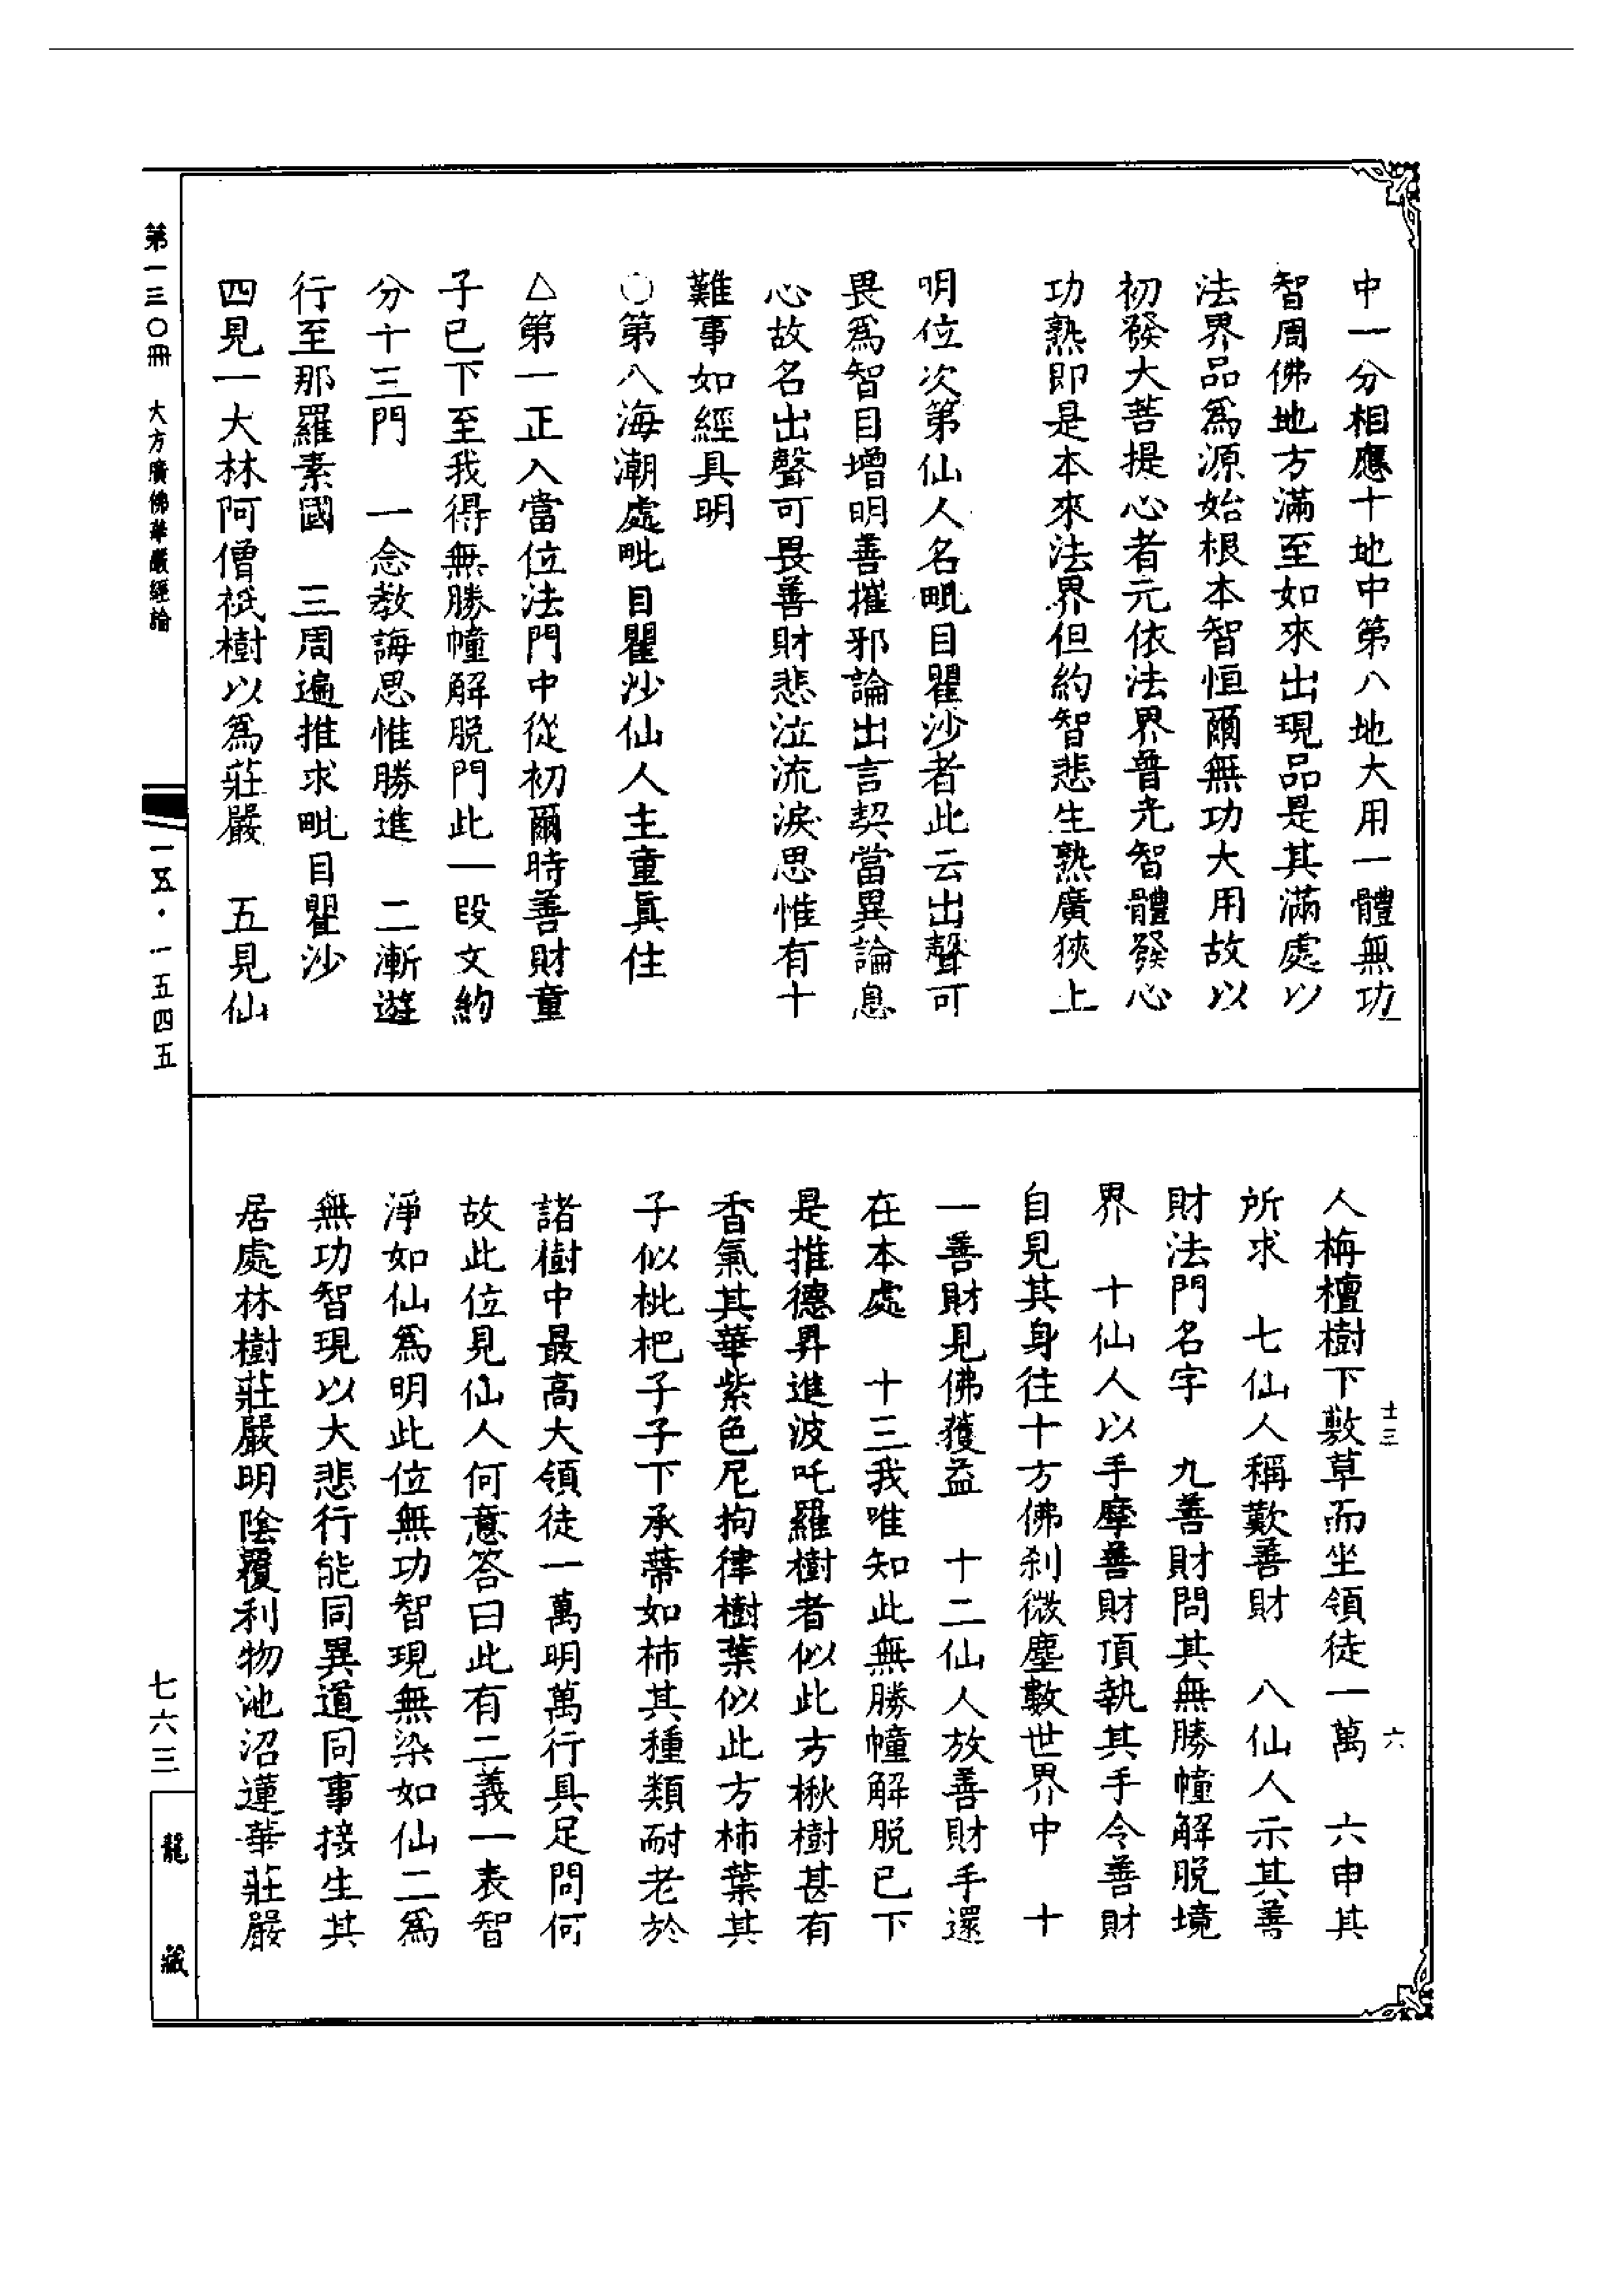 中一分相應十地中第八地大用一體無功
智周佛地方滿至如來出現品是其滿處以
法界品爲源始根本智恒爾無功大用故以
初發大菩提心者元依法界普光智體發心
功熟即是本來法界但約智悲生熟廣狹上
明位次第仙人名毗目瞿沙者此云出聲可
畏爲智目增明善摧邪論出言契當異論息
心故名出聲可畏善財悲泣流淚思惟有十
難事如經具明
○第八海潮處毗目瞿沙仙人主童真住
△第一正入當位法門中從初爾時善財童
子已下至我得無勝幢解脱門此一段文約
分十三門　一念教誨思惟勝進　二漸遊
行至那羅素國　三周遍推求毗目瞿沙
四見一大林阿僧祇樹以爲莊嚴　五見仙
人栴檀樹下敷草而坐領徒一萬　六申其
所求　七仙人稱歎善財　八仙人示其善
財法門名字　九善財問其無勝幢解脱境
界　十仙人以手摩善財頂執其手令善財
自見其身往十方佛刹微塵數世界中　十
一善財見佛獲益　十二仙人放善財手還
在本處　十三我唯知此無勝幢解脱已下
是推德昇進波吒羅樹者似此方楸樹甚有
香氣其華紫色尼拘律樹葉似此方柿葉其
子似枇杷子子下承蒂如柿其種類耐老於
諸樹中最高大領徒一萬明萬行具足問何
故此位見仙人何意答曰此有二義一表智
淨如仙爲明此位無功智現無染如仙二爲
無功智現以大悲行能同異道同事接生其
居處林樹莊嚴明陰覆利物池沼蓮華莊嚴
士三　六
第一三〇冊　大方廣佛華嚴經論
一五·一五四五
七六三
龍藏